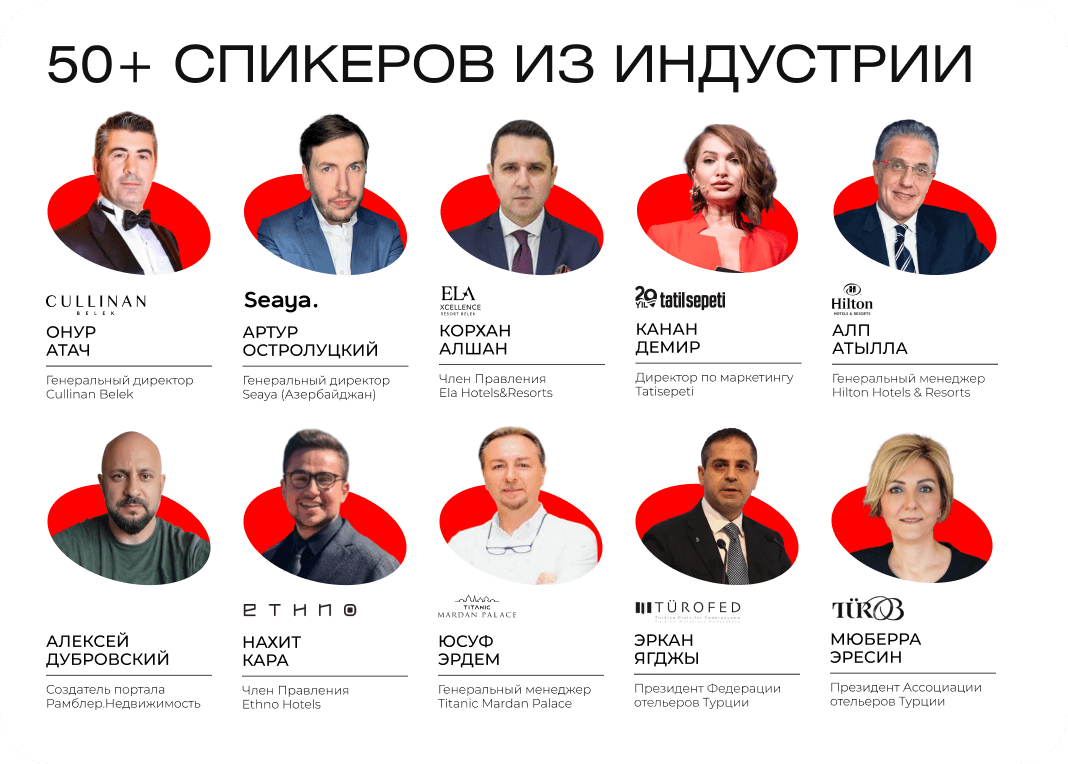 50+ СПИКЕРОВ ИЗ ИНДУСТРИИ
CULLINAN
BELEK
ОНУР
АТАЧ
Генеральный директор
Cullinan Belek
Seaya.
АРТУР
ОСТРОЛУЦКИЙ
Генеральный директор
Seaya (Азербайджан)
ELA
XCELLENCE
RESORT BELEK
КОРХАН
АЛШАН
Член Правления
Ela Hotels&Resorts
20 YIL tatilsepeti
КАНАН
ДЕМИР
Директор по маркетингу
Tatisepeti
Hilton
HOTELS & RESORTS
АЛП
АТЫЛЛА
Генеральный менеджер
Hilton Hotels & Resorts
АЛЕКСЕЙ
ДУБРОВСКИЙ
Создатель портала
Рамблер.Недвижимость
ETHNO
НАХИТ
КАРА
Член Правления
Ethno Hotels
TITANIC
MARDAN PALACE
ЮСУФ
ЭРДЕМ
Генеральный менеджер
Titanic Mardan Palace
TÜROFED
ЭРКАН
ЯГДЖЫ
Президент Федерации
отельеров Турции
TÜROB
МЮБЕРРА
ЭРЕСИН
Президент Ассоциации
отельеров Турции